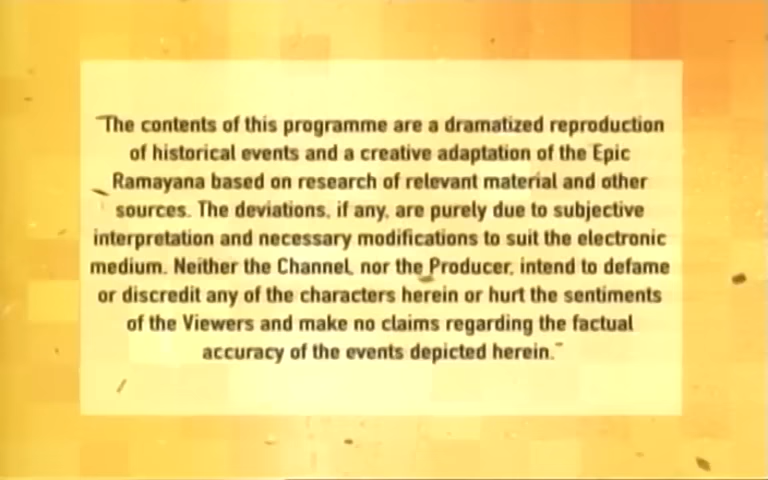 "The contents of this programme are a dramatized reproduction
of historical events and a creative adaptation of the Epic
Ramayana based on research of relevant material and other
sources. The deviations, if any, are purely due to subjective
interpretation and necessary modifications to suit the electronic
medium. Neither the Channel, nor the Producer, intend to defame
or discredit any of the characters herein or hurt the sentiments
of the Viewers and make no claims regarding the factual
accuracy of the events depicted herein."